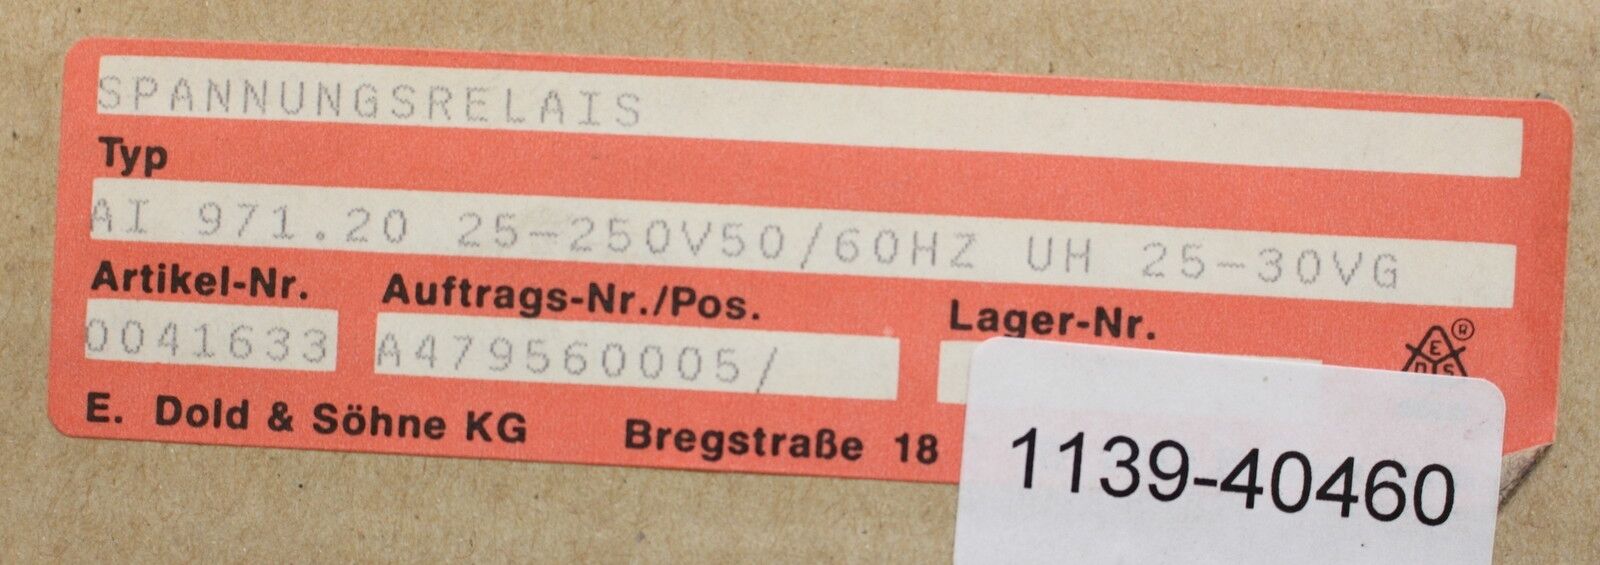 SPANNUNGSRELAIS
Typ
AI 971.20 25-250V50/60HZ UH 25-30VG
Artikel-Nr. Auftrags-Nr./Pos. Lager-Nr.
0041633 A479560005/
E. Dold & Söhne KG Bregstraße 18
E ®
D S
1139-40460